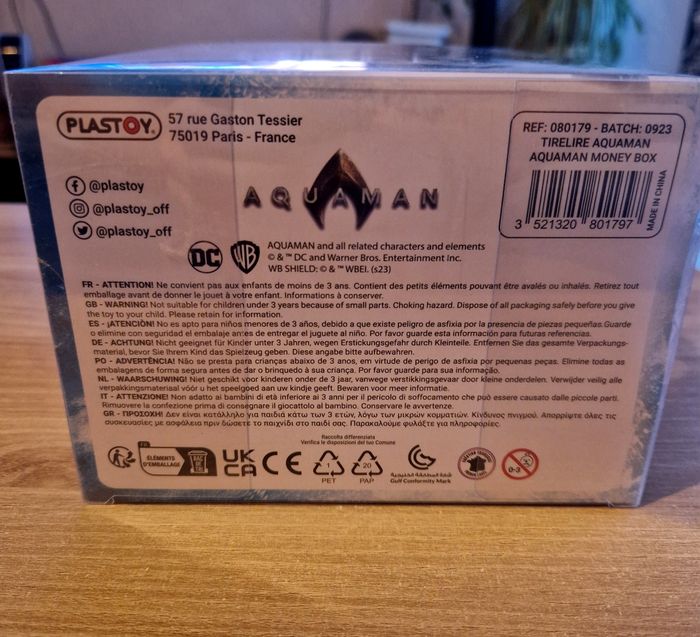 PLASTOY
57 rue Gaston Tessier
75019 Paris - France
@plastoy
@plastoy_off
@plastoy_off
AQUAMAN
REF: 080179 - BATCH: 0923
TIRELIRE AQUAMAN
AQUAMAN MONEY BOX
3 521320 801797
MADE IN CHINA
DC
WB
AQUAMAN and all related characters and elements
© & ™ DC and Warner Bros. Entertainment Inc.
WB SHIELD: © & ™ WBEI. (s23)
FR - ATTENTION! Ne convient pas aux enfants de moins de 3 ans. Contient des petits éléments pouvant être avalés ou inhalés. Retirez tout
emballage avant de donner le jouet à votre enfant. Informations à conserver.
GB - WARNING! Not suitable for children under 3 years because of small parts. Choking hazard. Dispose of all packaging safely before you give
the toy to your child. Please retain for information.
ES - ¡ATENCIÓN! No es apto para niños menores de 3 años, debido a que existe peligro de asfixia por la presencia de piezas pequeñas. Guarde
o elimine con seguridad el embalaje antes de entregar el juguete al niño. Por favor guarde esta información para futuras referencias.
DE - ACHTUNG! Nicht geeignet für Kinder unter 3 Jahren, wegen Erstickungsgefahr durch Kleinteile. Entfernen Sie das gesamte Verpackungs-
material, bevor Sie Ihrem Kind das Spielzeug geben. Diese angabe bitte aufbewahren.
PO - ADVERTÊNCIA! Não se presta para crianças abaixo de 3 anos, em virtude de perigo de asfixia por pequenas peças. Elimine todas as
embalagens de forma segura antes de dar o brinquedo à sua criança. Por favor guarde para sua informação.
NL - WAARSCHUWING! Niet geschikt voor kinderen onder de 3 jaar, vanwege verstikkingsgevaar door kleine onderdelen. Verwijder veilig alle
verpakkingsmateriaal vóór u het speelgoed aan uw kindje geeft. Bewaren voor meer informatie.
IT - ATTENZIONE! Non adatto ai bambini di età inferiore ai 3 anni per il pericolo di soffocamento che può essere causato dalle piccole parti.
Rimuovere la confezione prima di consegnare il giocattolo al bambino. Conservare le avvertenze.
GR - ΠΡΟΣΟΧΗ! Δεν είναι κατάλληλο για παιδιά κάτω των 3 ετών, λόγω των μικρών κομματιών. Κίνδυνος πνιγμού. Απορρίψτε όλες τις
συσκευασίες με ασφάλεια πριν δώσετε το παιχνίδι στο παιδί σας. Παρακαλούμε φυλάξτε για πληροφορίες.
Raccolta differenziata
Verifica le disposizioni del tuo Comune
FR
ÉLÉMENTS
D'EMBALLAGE
BAC DE TRI
UK
CA
CE
1
PET
20
PAP
Gulf Conformity Mark
0-3